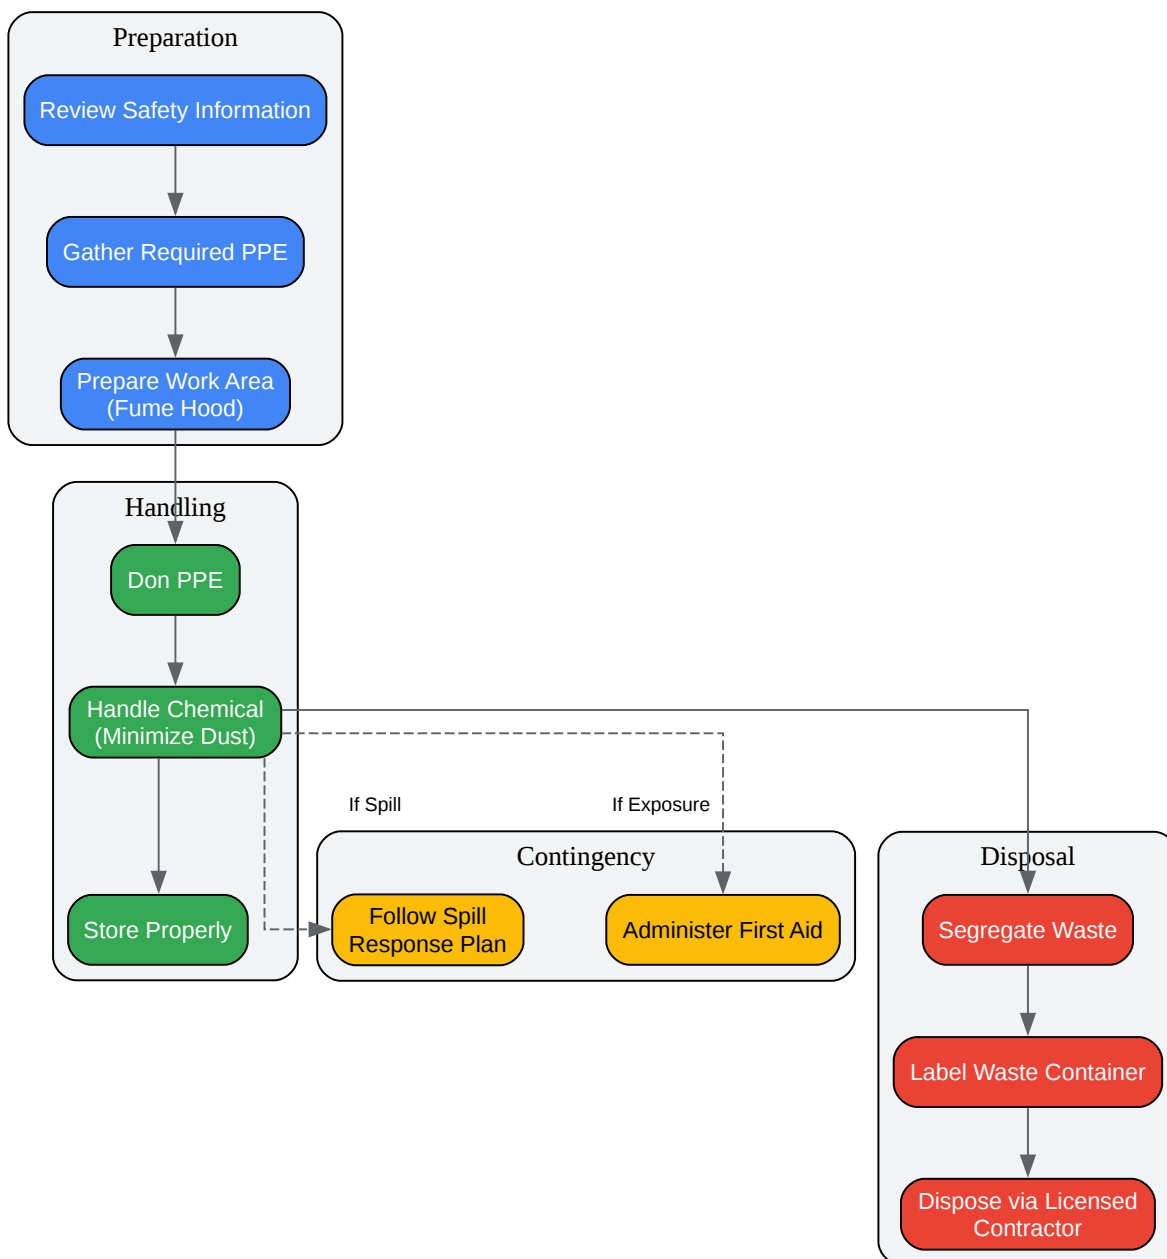 Preparation
Review Safety Information
Gather Required PPE
Prepare Work Area
(Fume Hood)
Handling
Don PPE
Handle Chemical
(Minimize Dust)
If Spill
If Exposure
Contingency
Disposal
Store Properly
Follow Spill
Response Plan
Administer First Aid
Segregate Waste
Label Waste Container
Dispose via Licensed
Contractor